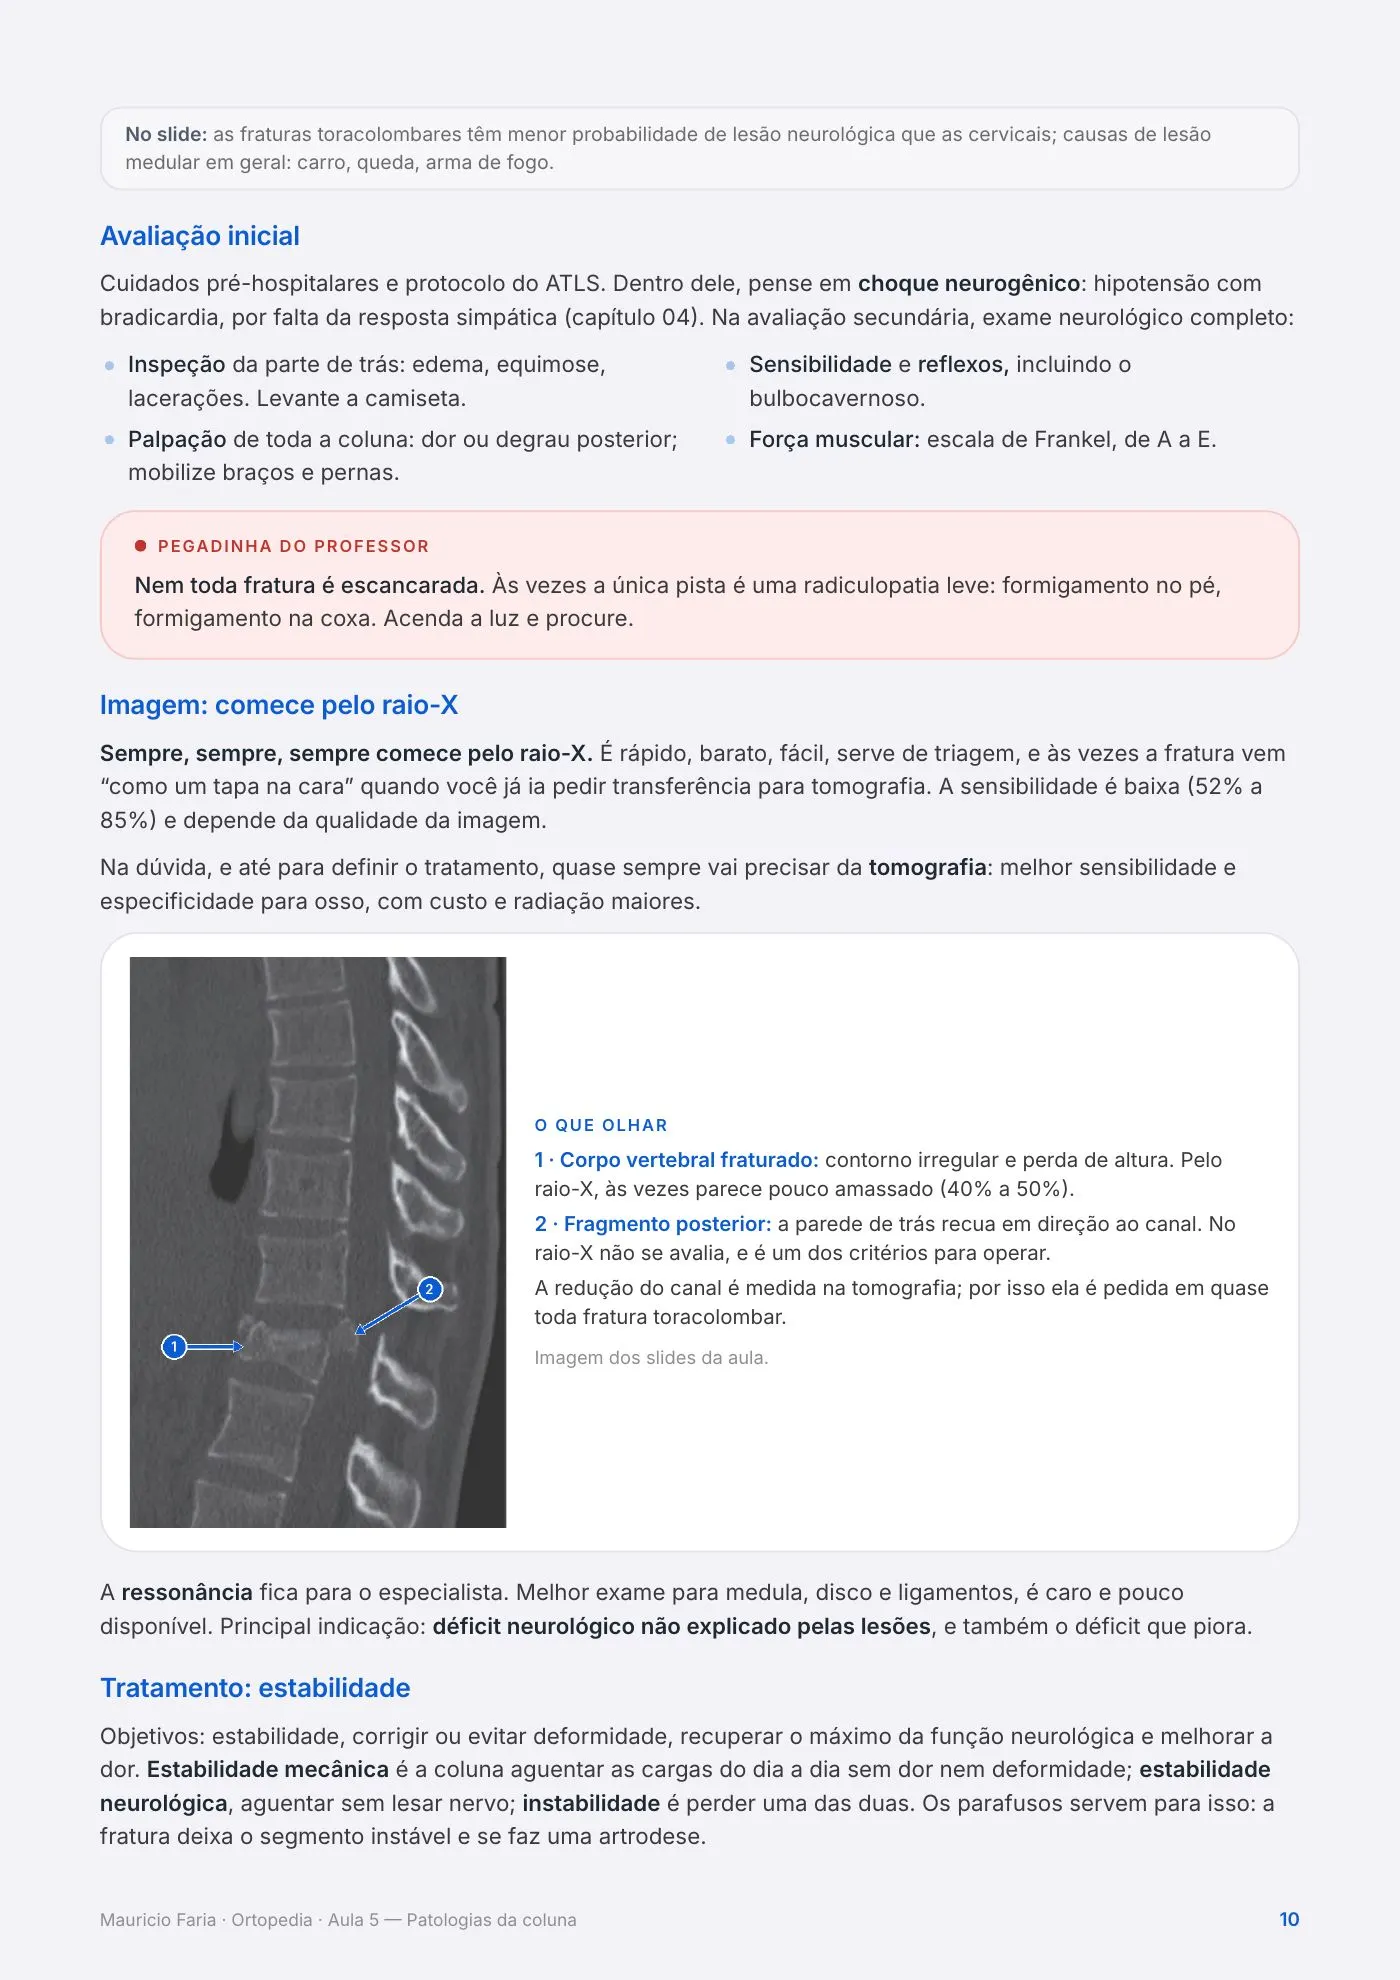 No slide: as fraturas toracolombares têm menor probabilidade de lesão neurológica que as cervicais; causas de lesão
medular em geral: carro, queda, arma de fogo.
Avaliação inicial
Cuidados pré-hospitalares e protocolo do ATLS. Dentro dele, pense em choque neurogênico: hipotensão com
bradicardia, por falta da resposta simpática (capítulo 04). Na avaliação secundária, exame neurológico completo:
Inspeção da parte de trás: edema, equimose,
lacerações. Levante a camiseta.
Palpação de toda a coluna: dor ou degrau posterior;
mobilize braços e pernas.
Sensibilidade e reflexos, incluindo o
bulbocavernoso.
Força muscular: escala de Frankel, de A a E.
PEGADINHA DO PROFESSOR
Nem toda fratura é escancarada. Às vezes a única pista é uma radiculopatia leve: formigamento no pé,
formigamento na coxa. Acenda a luz e procure.
Imagem: comece pelo raio-X
Sempre, sempre, sempre comece pelo raio-X. É rápido, barato, fácil, serve de triagem, e às vezes a fratura vem
“como um tapa na cara” quando você já ia pedir transferência para tomografia. A sensibilidade é baixa (52% a
85%) e depende da qualidade da imagem.
Na dúvida, e até para definir o tratamento, quase sempre vai precisar da tomografia: melhor sensibilidade e
especificidade para osso, com custo e radiação maiores.
1
2
O QUE OLHAR
1 · Corpo vertebral fraturado: contorno irregular e perda de altura. Pelo
raio-X, às vezes parece pouco amassado (40% a 50%).
2 · Fragmento posterior: a parede de trás recua em direção ao canal. No
raio-X não se avalia, e é um dos critérios para operar.
A redução do canal é medida na tomografia; por isso ela é pedida em quase
toda fratura toracolombar.
Imagem dos slides da aula.
A ressonância fica para o especialista. Melhor exame para medula, disco e ligamentos, é caro e pouco
disponível. Principal indicação: déficit neurológico não explicado pelas lesões, e também o déficit que piora.
Tratamento: estabilidade
Objetivos: estabilidade, corrigir ou evitar deformidade, recuperar o máximo da função neurológica e melhorar a
dor. Estabilidade mecânica é a coluna aguentar as cargas do dia a dia sem dor nem deformidade; estabilidade
neurológica, aguentar sem lesar nervo; instabilidade é perder uma das duas. Os parafusos servem para isso: a
fratura deixa o segmento instável e se faz uma artrodese.
Mauricio Faria · Ortopedia · Aula 5 — Patologias da coluna
10